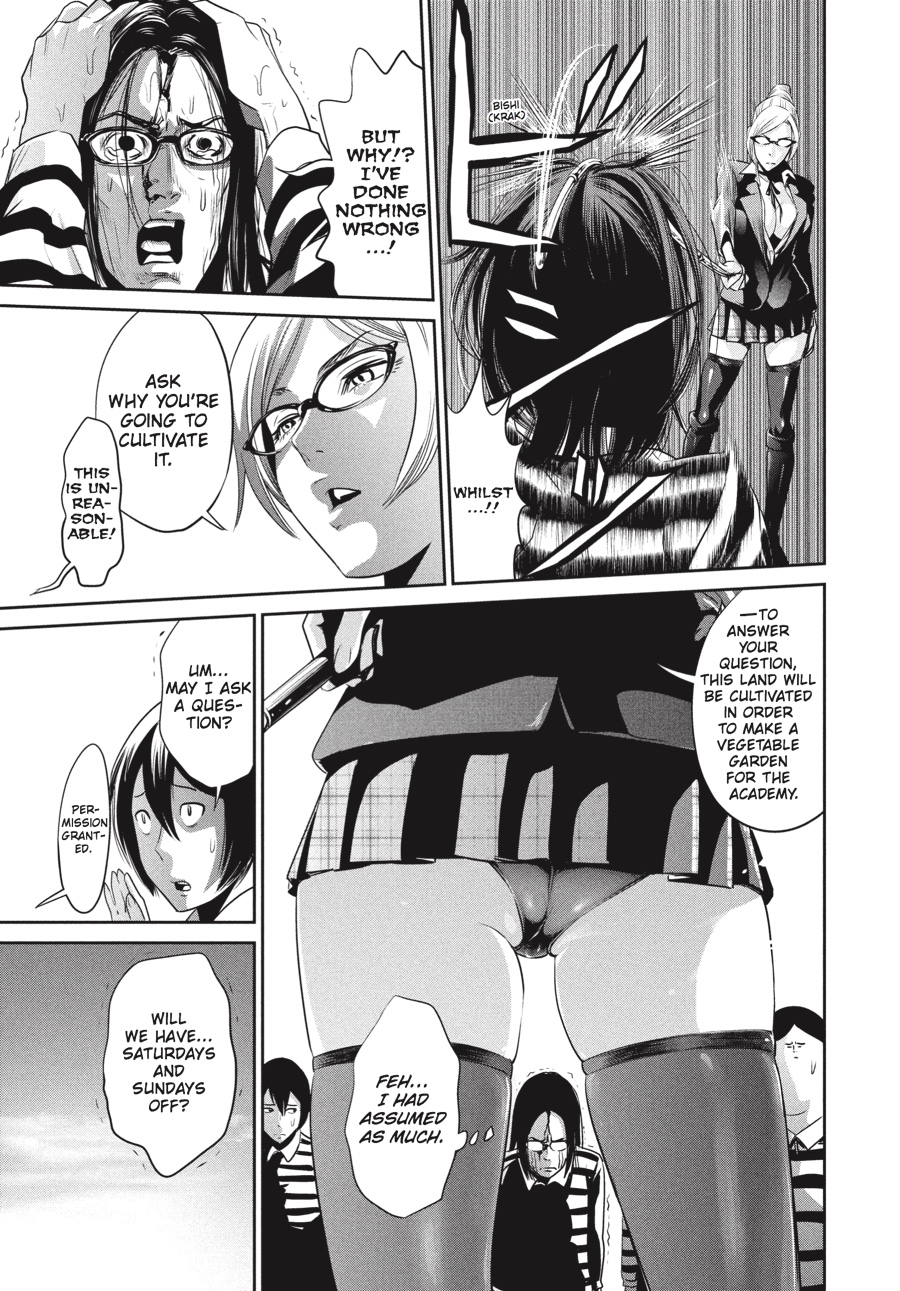 BISHI
(KRAK)
WHILST
...!!
BUT
WHY!?
I'VE
DONE
NOTHING
WRONG
...!
ASK
WHY YOU'RE
GOING TO
CULTIVATE
IT.
THIS
IS UN-
REA-
SON-
ABLE!
—TO
ANSWER
YOUR
QUESTION,
THIS LAND WILL
BE CULTIVATED
IN ORDER
TO MAKE A
VEGETABLE
GARDEN
FOR THE
ACADEMY.
FEH...
I HAD
ASSUMED
AS MUCH.
UM...
MAY I ASK
A QUES-
TION?
PER-
MISSION
GRANT-
ED.
WILL
WE HAVE...
SATURDAYS
AND
SUNDAYS
OFF?